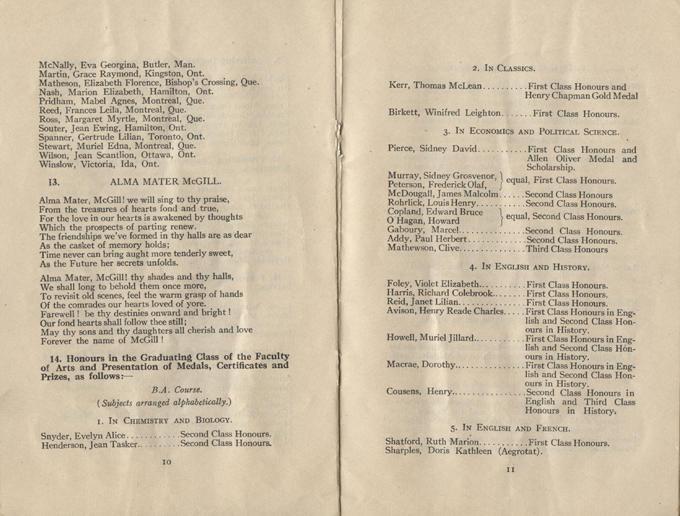 McNally, Eva Georgina, Butler, Man.
Martin, Grace Raymond, Kingston, Ont.
Matheson, Elizabeth Florence, Bishop's Crossing, Que.
Nash, Marion Elizabeth, Hamilton, Ont.
Pridham, Mabel Agnes, Montreal, Que.
Reed, Frances Leila, Montreal, Que.
Ross, Margaret Myrtle, Montreal, Que.
Souter, Jean Ewing, Hamilton, Ont.
Spanner, Gertrude Lilian, Toronto, Ont.
Stewart, Muriel Edna, Montreal, Que.
Wilson, Jean Scantlion, Ottawa, Ont.
Winslow, Victoria, Ida, Ont.
13. ALMA MATER McGILL.
Alma Mater, McGill! we will sing to thy praise,
From the treasures of hearts fond and true,
For the love in our hearts is awakened by thoughts
Which the prospects of parting renew.
The friendships we've formed in thy halls are as dear
As the casket of memory holds;
Time never can bring aught more tenderly sweet,
As the Future her secrets unfolds.
Alma Mater, McGill! thy shades and thy halls,
We shall long to behold them once more,
To revisit old scenes, feel the warm grasp of hands
Of the comrades our hearts loved of yore.
Farewell! be thy destinies onward and bright!
Our fond hearts shall follow thee still;
May thy sons and thy daughters all cherish and love
Forever the name of McGill!
14. Honours in the Graduating Class of the Faculty
of Arts and Presentation of Medals, Certificates and
Prizes, as follows:—
B.A. Course.
(Subjects arranged alphabetically.)
1. In Chemistry and Biology.
Snyder, Evelyn Alice............Second Class Honours.
Henderson, Jean Tasker..........Second Class Honours.
10
2. In Classics.
Kerr, Thomas McLean..........First Class Honours and
Henry Chapman Gold Medal
Birkett, Winifred Leighton.......First Class Honours.
3. In Economics and Political Science.
Pierce, Sidney David...........First Class Honours and
Allen Oliver Medal and
Scholarship.
Murray, Sidney Grosvenor, } equal, First Class Honours.
Peterson, Frederick Olaf,
McDougall, James Malcolm.......Second Class Honours
Rohrlick, Louis Henry...........Second Class Honours.
Copland, Edward Bruce } equal, Second Class Honours.
O Hagan, Howard
Gaboury, Marcel...............Second Class Honours.
Addy, Paul Herbert.............Second Class Honours.
Mathewson, Clive...............Third Class Honours
4. In English and History.
Foley, Violet Elizabeth..........First Class Honours.
Harris, Richard Colebrook.......First Class Honours.
Reid, Janet Lilian..............First Class Honours.
Avison, Henry Reade Charles.....First Class Honours in Eng-
lish and Second Class Hon-
ours in History.
Howell, Muriel Jillard...........First Class Honours in Eng-
lish and Second Class Hon-
ours in History.
Macrae, Dorothy...............First Class Honours in Eng-
lish and Second Class Hon-
ours in History.
Cousens, Henry................Second Class Honours in
English and Third Class
Honours in History.
5. In English and French.
Shatford, Ruth Marion..........First Class Honours.
Sharples, Doris Kathleen (Aegrotat).
11